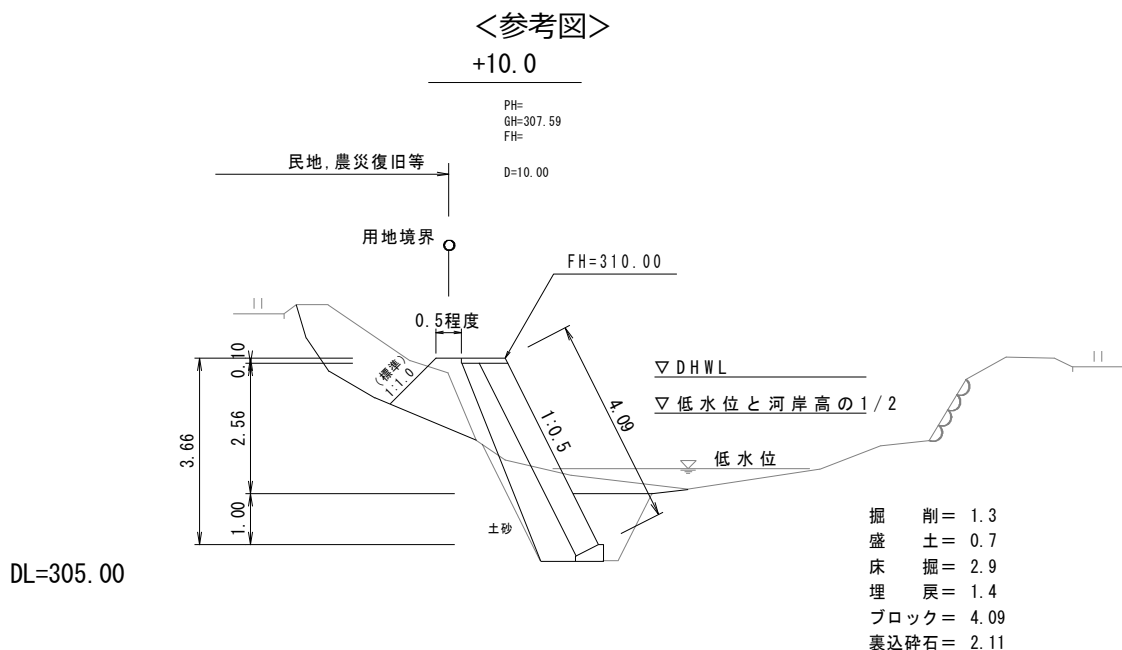 ＜参考図＞
+10.0
PH=
GH=307.59
FH=
D=10.00
民地,農災復旧等
用地境界
FH=310.00
0.5程度
(標準)
1:1.0
0.10
2.56
3.66
1.00
1:0.5
4.09
▽DHWL
▽低水位と河岸高の1/2
低水位
土砂
DL=305.00
掘　削= 1.3
盛　土= 0.7
床　掘= 2.9
埋　戻= 1.4
ブロック= 4.09
裏込砕石= 2.11